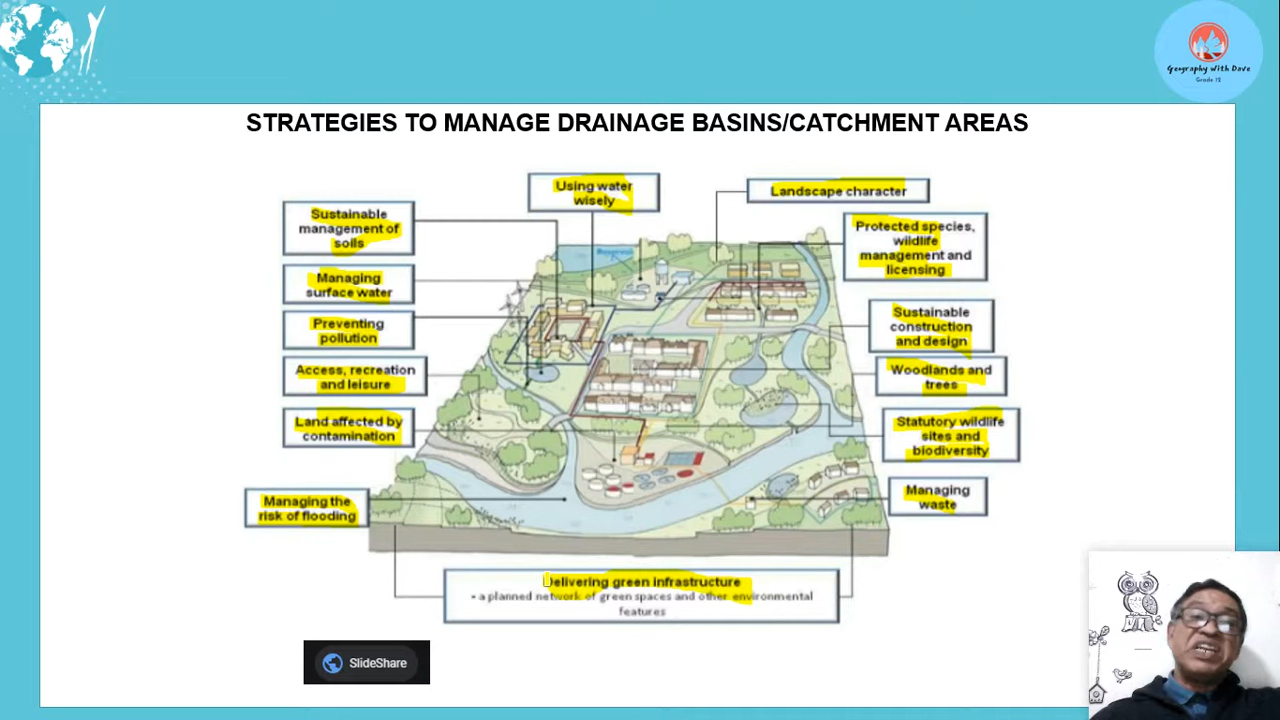 Geography With Dave
Grade 12
STRATEGIES TO MANAGE DRAINAGE BASINS/CATCHMENT AREAS
Using water
wisely
Landscape character
Sustainable
management of
soils
Protected species,
wildlife
management and
licensing
Managing
surface water
Sustainable
construction
and design
Preventing
pollution
Access, recreation
and leisure
Woodlands and
trees
Land affected by
contamination
Statutory wildlife
sites and
biodiversity
Managing the
risk of flooding
Managing
waste
Delivering green infrastructure
- a planned network of green spaces and other environmental
features
SlideShare